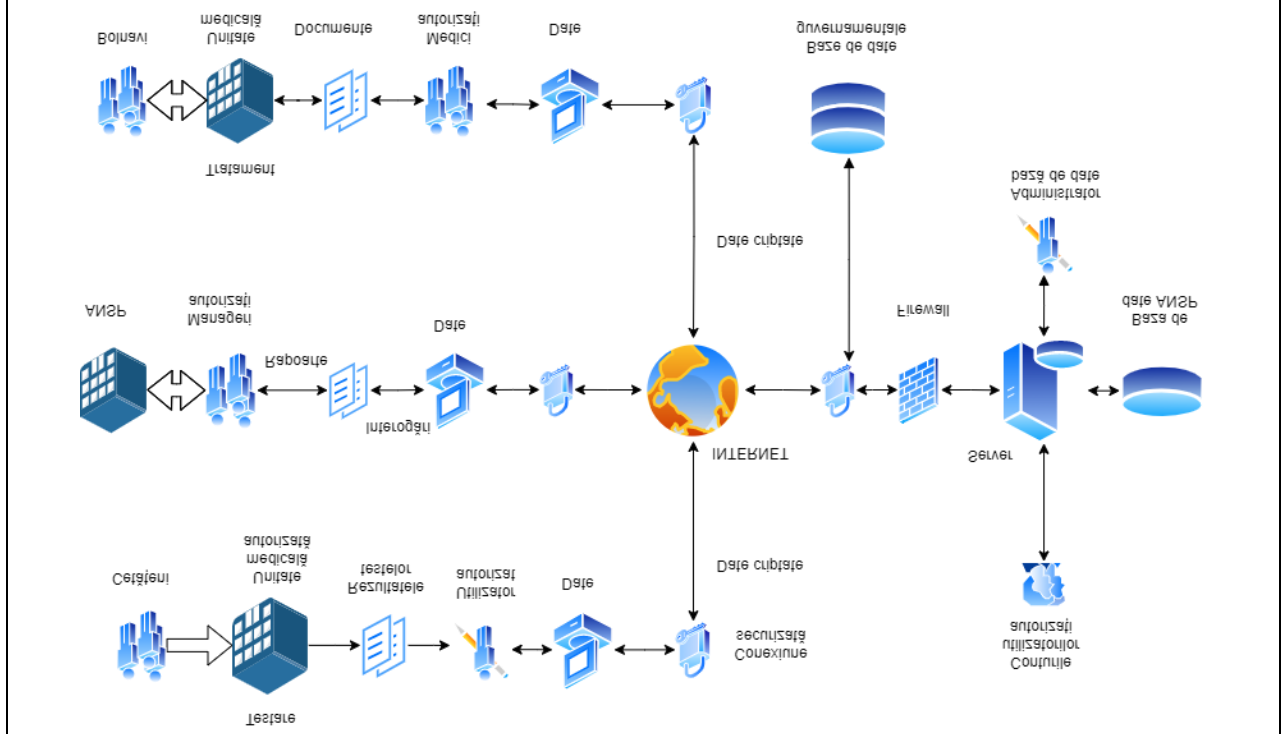 Testare
Cetățeni
Unitate
medicală
autorizată
Rezultatele
testelor
Utilizator
autorizat
Date
Conexiune
securizată
Conturile
utilizatorilor
autorizați
Date criptate
INTERNET
Server
Interogări
ANSP
Manageri
autorizați
Rapoarte
Date
Firewall
Baza de
date ANSP
Date criptate
Administrator
bază de date
Tratament
Bolnavi
Unitate
medicală
Documente
Medici
autorizați
Date
Baze de date
guvernamentale